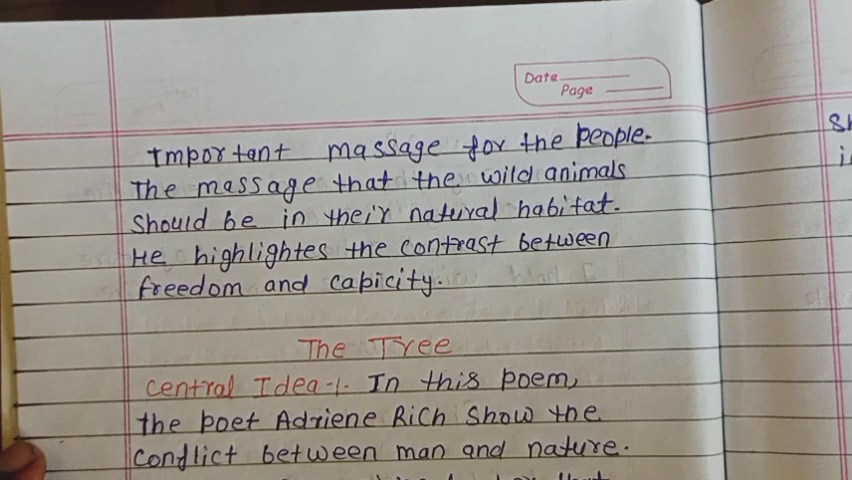 Date
Page
Important massage for the people.
The massage that the wild animals
should be in their natural habitat.
He highlightes the contrast between
freedom and capicity.
The Tree
Central Idea -1. In this poem,
the poet Adriene Rich show the
conflict between man and nature.